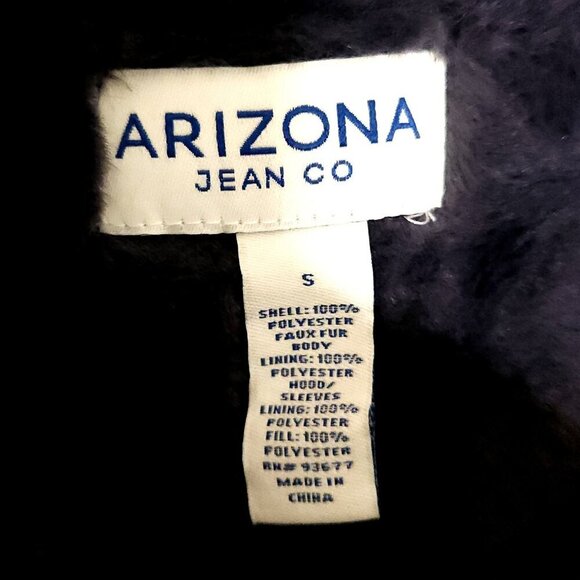 ARIZONA
JEAN CO
S
SHELL: 100%
POLYESTER
FAUX FUR
BODY
LINING: 100%
POLYESTER
HOOD/
SLEEVES
LINING: 100%
POLYESTER
FILL: 100%
POLYESTER
RN# 93677
MADE IN
CHINA